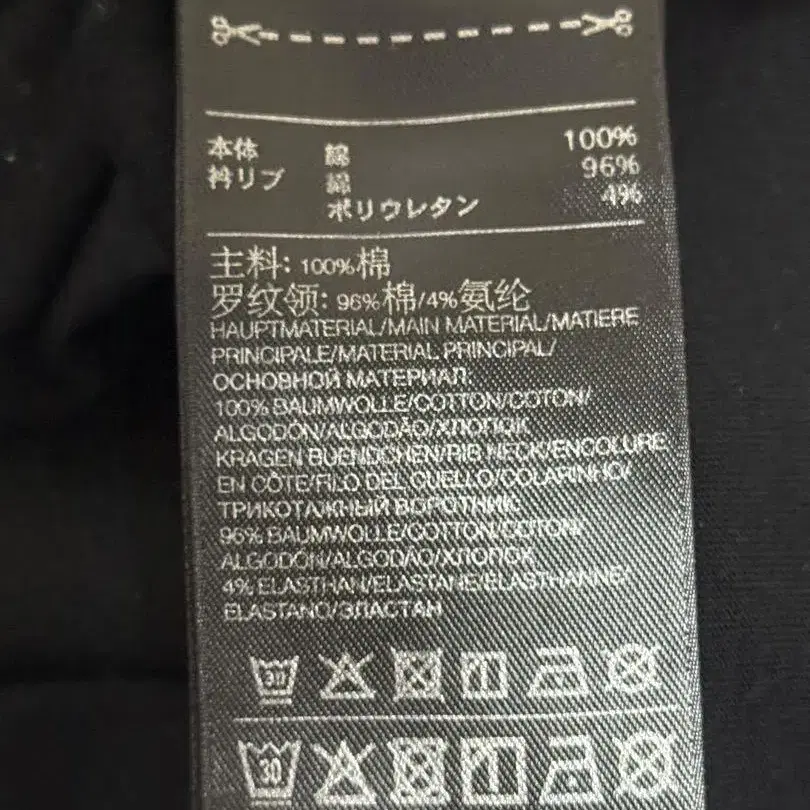 本体 綿 100%
衿リブ 綿 96%
ポリウレタン 4%
主料: 100%棉
罗纹领: 96%棉/4%氨纶
HAUPTMATERIAL/MAIN MATERIAL/MATIERE
PRINCIPALE/MATERIAL PRINCIPAL/
ОСНОВНОЙ МАТЕРИАЛ:
100% BAUMWOLLE/COTTON/COTON/
ALGODÓN/ALGODÃO/ХЛОПОК
KRAGEN BUENDCHEN/RIB NECK/ENCOLURE
EN CÔTE/FILO DEL CUELLO/COLARINHO/
ТРИКОТАЖНЫЙ ВОРОТНИК:
96% BAUMWOLLE/COTTON/COTON/
ALGODÓN/ALGODÃO/ХЛОПОК
4% ELASTHAN/ELASTANE/ELASTHANNE/
ELASTANO/ЭЛАСТАН
30
30